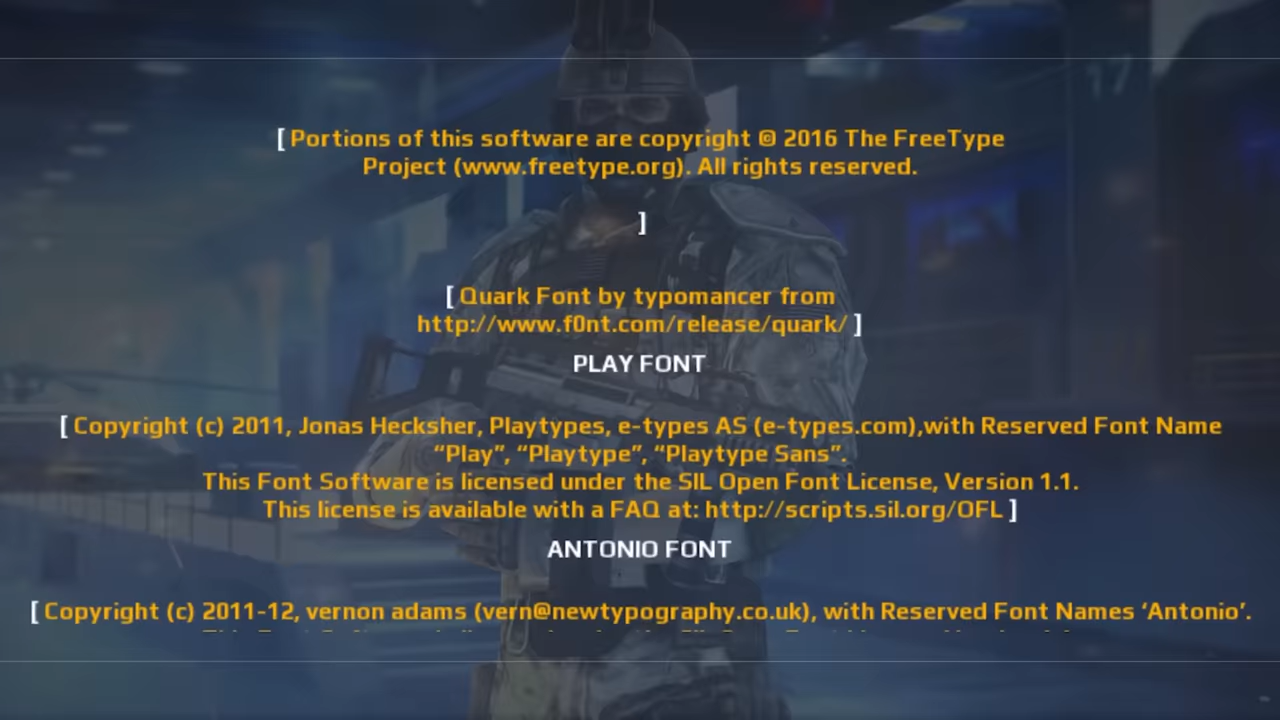 [ Portions of this software are copyright © 2016 The FreeType
Project (www.freetype.org). All rights reserved.
]
[ Quark Font by typomancer from
http://www.f0nt.com/release/quark/ ]
PLAY FONT
[ Copyright (c) 2011, Jonas Hecksher, Playtypes, e-types AS (e-types.com),with Reserved Font Name
“Play”, “Playtype”, “Playtype Sans”.
This Font Software is licensed under the SIL Open Font License, Version 1.1.
This license is available with a FAQ at: http://scripts.sil.org/OFL ]
ANTONIO FONT
[ Copyright (c) 2011-12, vernon adams (vern@newtypography.co.uk), with Reserved Font Names ‘Antonio’.